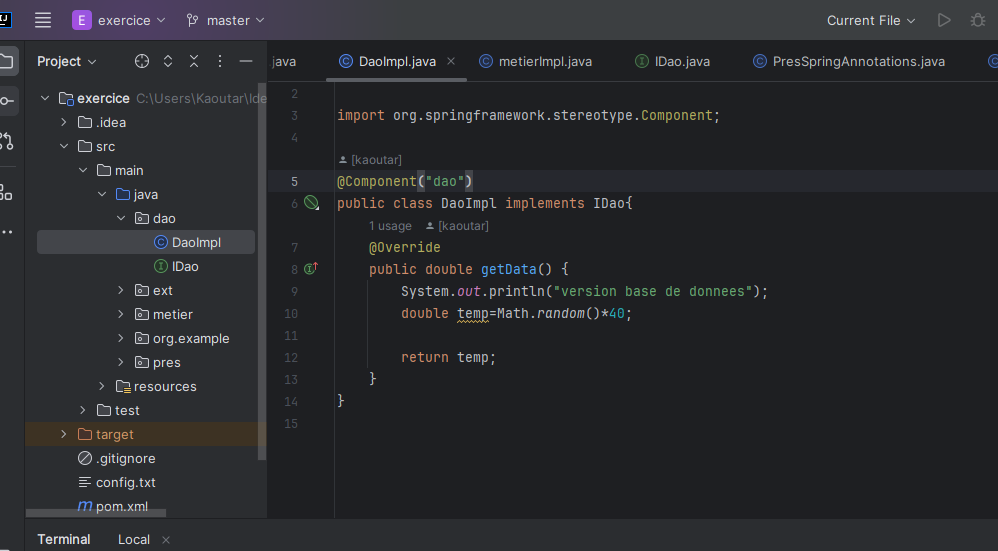 E exercice master Current File
Project
java DaoImpl.java metierImpl.java IDao.java PresSpringAnnotations.java
exercice C:\Users\Kaoutar\Ide
.idea
src
main
java
dao
DaoImpl
IDao
ext
metier
org.example
pres
resources
test
target
.gitignore
config.txt
pom.xml
2
3 import org.springframework.stereotype.Component;
4
[kaoutar]
5 @Component("dao")
6 public class DaoImpl implements IDao{
1 usage [kaoutar]
7 @Override
8 public double getData() {
9 System.out.println("version base de donnees");
10 double temp=Math.random()*40;
11
12 return temp;
13 }
14 }
15
Terminal Local